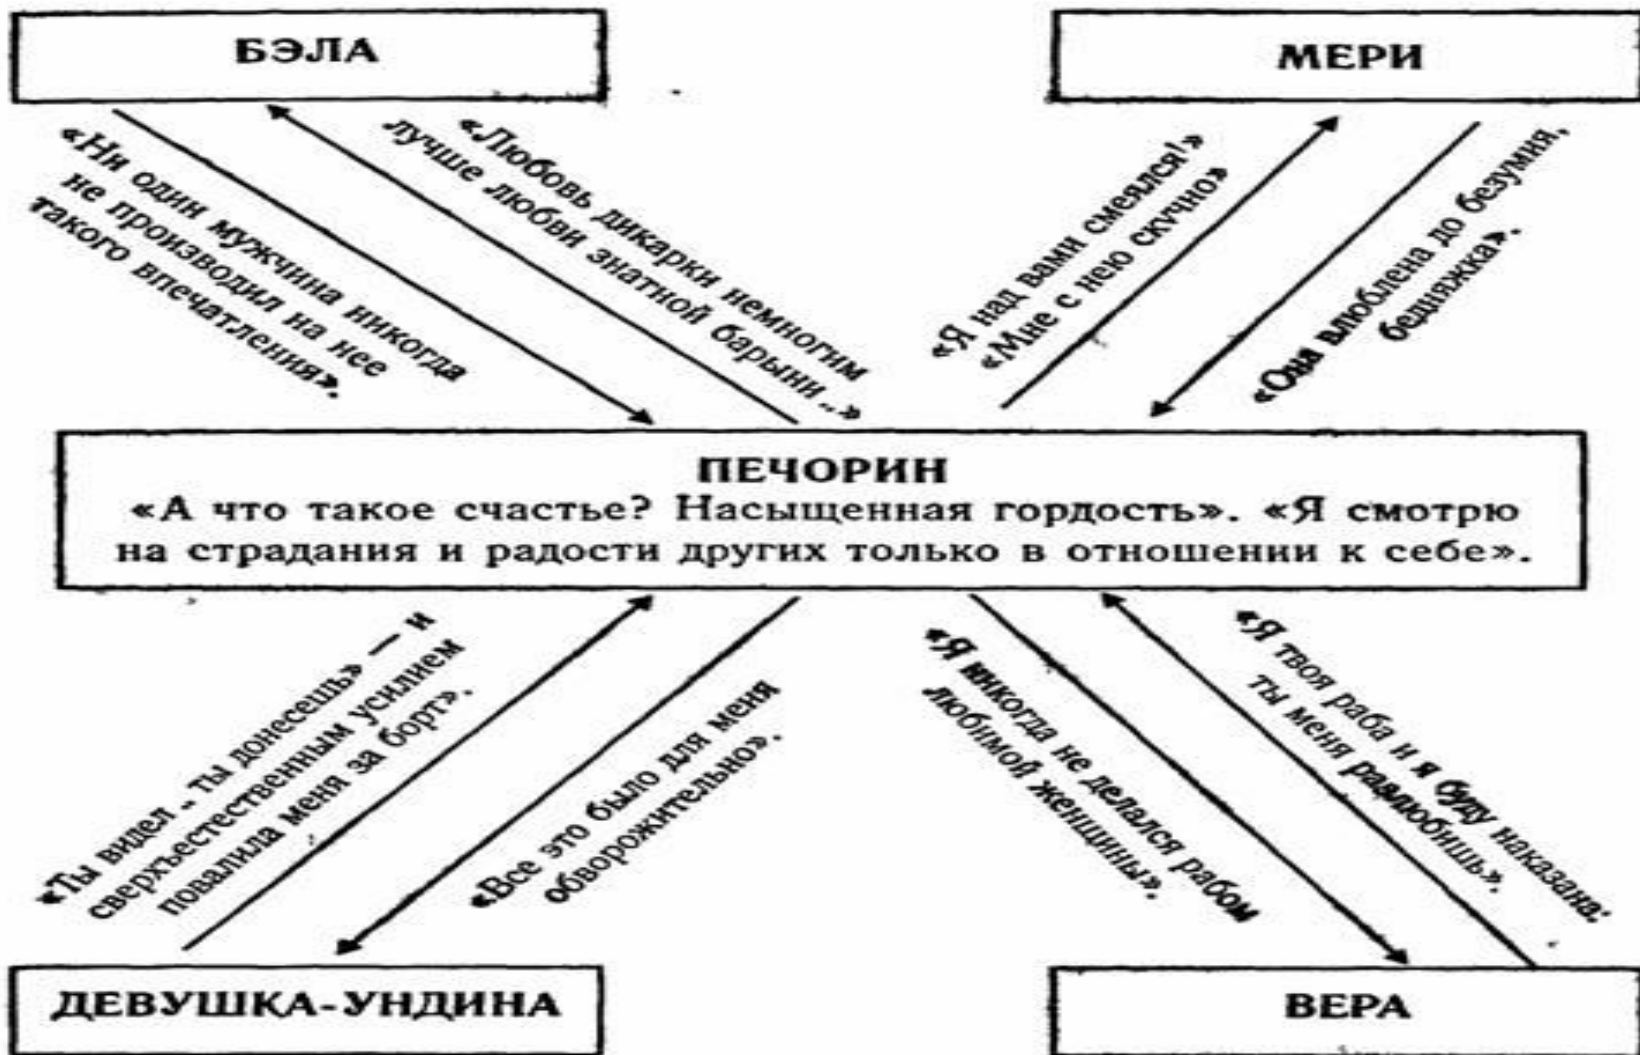 БЭЛА
МЕРИ
«Ни один мужчина никогда
не производил на нее
такого впечатления».
«Любовь дикарки немногим
лучше любви знатной барыни..»
«Я над вами смеялся!»
«Мне с нею скучно»
«Она влюблена до безумия,
бедняжка».
ПЕЧОРИН
«А что такое счастье? Насыщенная гордость». «Я смотрю
на страдания и радости других только в отношении к себе».
«Ты видел .. ты донесешь» — и
сверхъестественным усилием
повалила меня за борт».
«Все это было для меня
обворожительно».
«Я никогда не делался рабом
любимой женщины».
«Я твоя раба и я буду наказана:
ты меня разлюбишь».
ДЕВУШКА-УНДИНА
ВЕРА